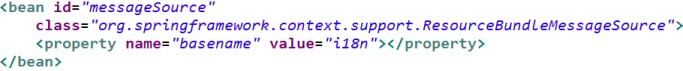 <bean id="messageSource"
class="org.springframework.context.support.ResourceBundleMessageSource">
<property name="basename" value="i18n"></property>
</bean>